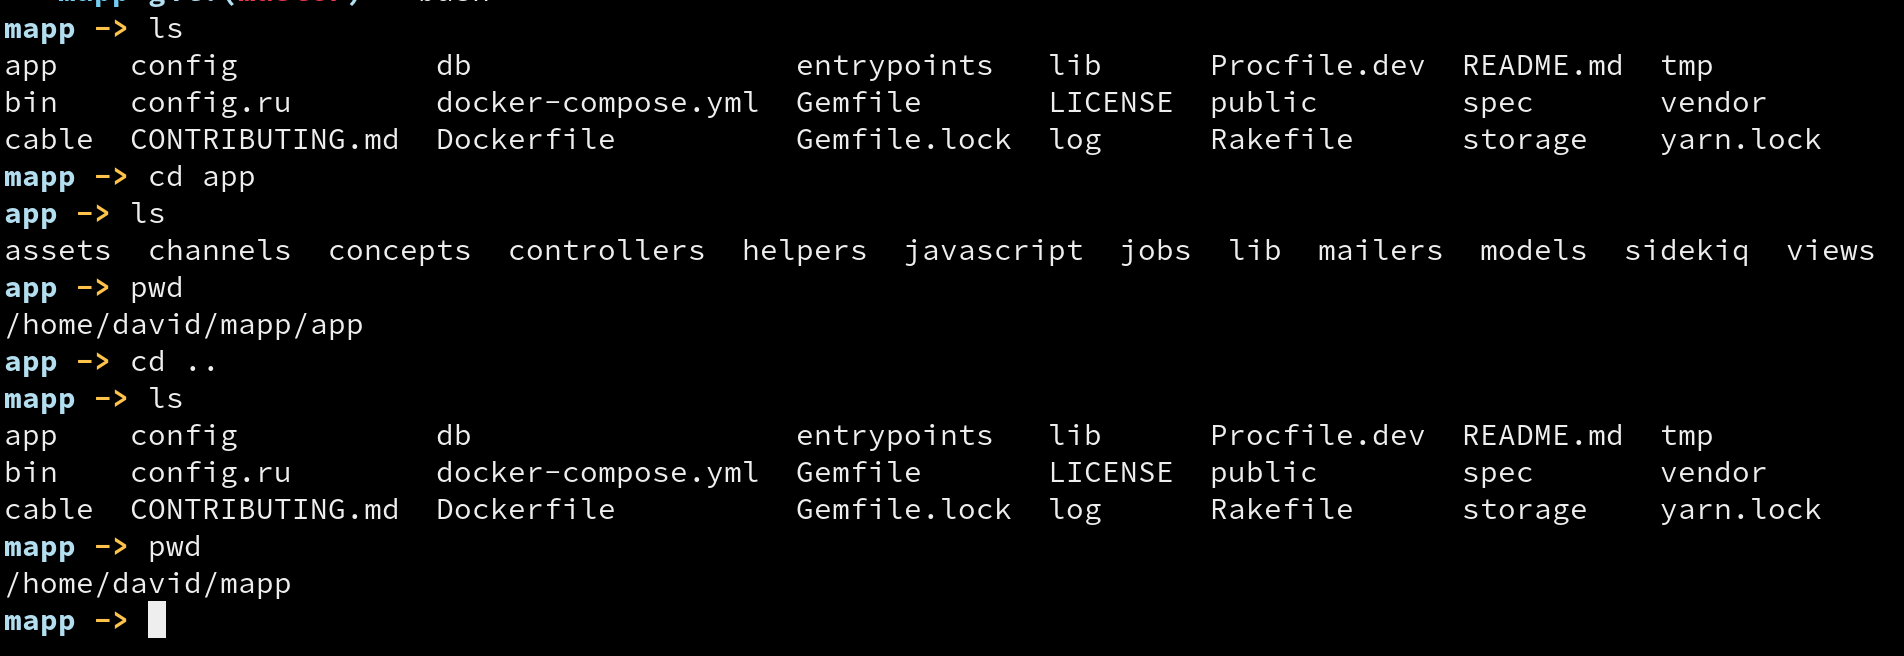 mapp -> ls
app    config           db                  entrypoints   lib      Procfile.dev  README.md  tmp
bin    config.ru        docker-compose.yml  Gemfile       LICENSE  public        spec       vendor
cable  CONTRIBUTING.md  Dockerfile          Gemfile.lock  log      Rakefile      storage    yarn.lock
mapp -> cd app
app -> ls
assets  channels  concepts  controllers  helpers  javascript  jobs  lib  mailers  models  sidekiq  views
app -> pwd
/home/david/mapp/app
app -> cd ..
mapp -> ls
app    config           db                  entrypoints   lib      Procfile.dev  README.md  tmp
bin    config.ru        docker-compose.yml  Gemfile       LICENSE  public        spec       vendor
cable  CONTRIBUTING.md  Dockerfile          Gemfile.lock  log      Rakefile      storage    yarn.lock
mapp -> pwd
/home/david/mapp
mapp ->